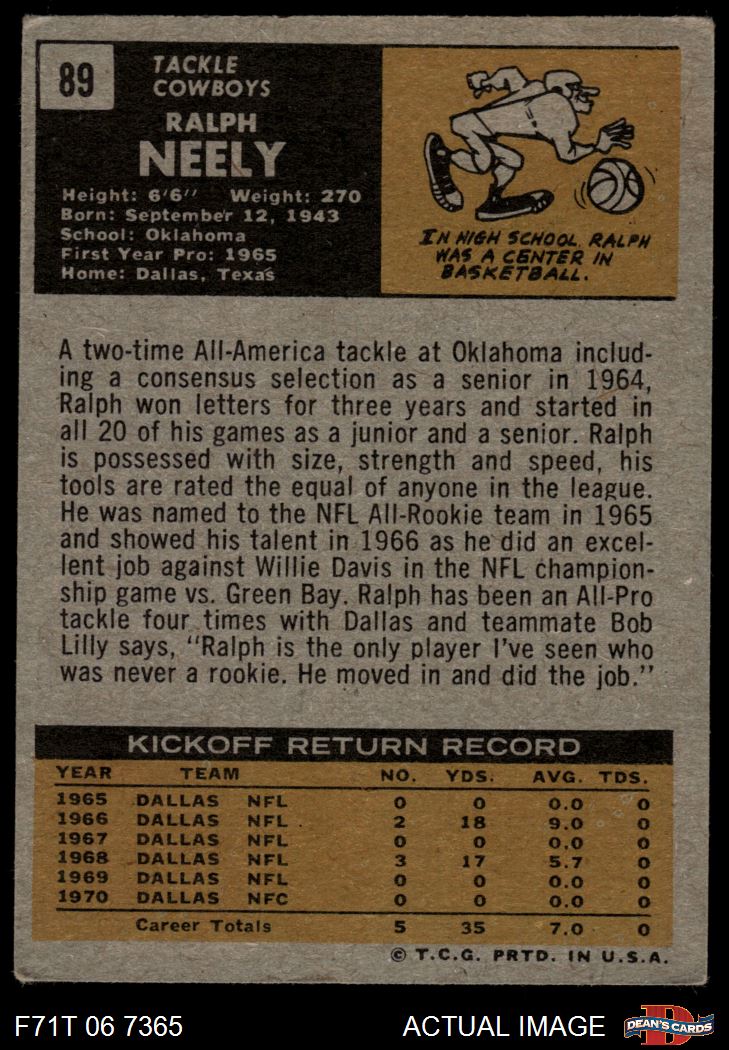 89
TACKLE
COWBOYS
RALPH
NEELY
Height: 6'6" Weight: 270
Born: September 12, 1943
School: Oklahoma
First Year Pro: 1965
Home: Dallas, Texas
IN HIGH SCHOOL, RALPH
WAS A CENTER IN
BASKETBALL.
A two-time All-America tackle at Oklahoma includ-
ing a consensus selection as a senior in 1964,
Ralph won letters for three years and started in
all 20 of his games as a junior and a senior. Ralph
is possessed with size, strength and speed, his
tools are rated the equal of anyone in the league.
He was named to the NFL All-Rookie team in 1965
and showed his talent in 1966 as he did an excel-
lent job against Willie Davis in the NFL champion-
ship game vs. Green Bay. Ralph has been an All-Pro
tackle four times with Dallas and teammate Bob
Lilly says, "Ralph is the only player I've seen who
was never a rookie. He moved in and did the job."
KICKOFF RETURN RECORD
YEAR TEAM NO. YDS. AVG. TDS.
1965 DALLAS NFL 0 0 0.0 0
1966 DALLAS NFL 2 18 9.0 0
1967 DALLAS NFL 0 0 0.0 0
1968 DALLAS NFL 3 17 5.7 0
1969 DALLAS NFL 0 0 0.0 0
1970 DALLAS NFC 0 0 0.0 0
Career Totals 5 35 7.0 0
© T.C.G. PRTD. IN U.S.A.
F71T 06 7365 ACTUAL IMAGE
D
DEAN'S CARDS